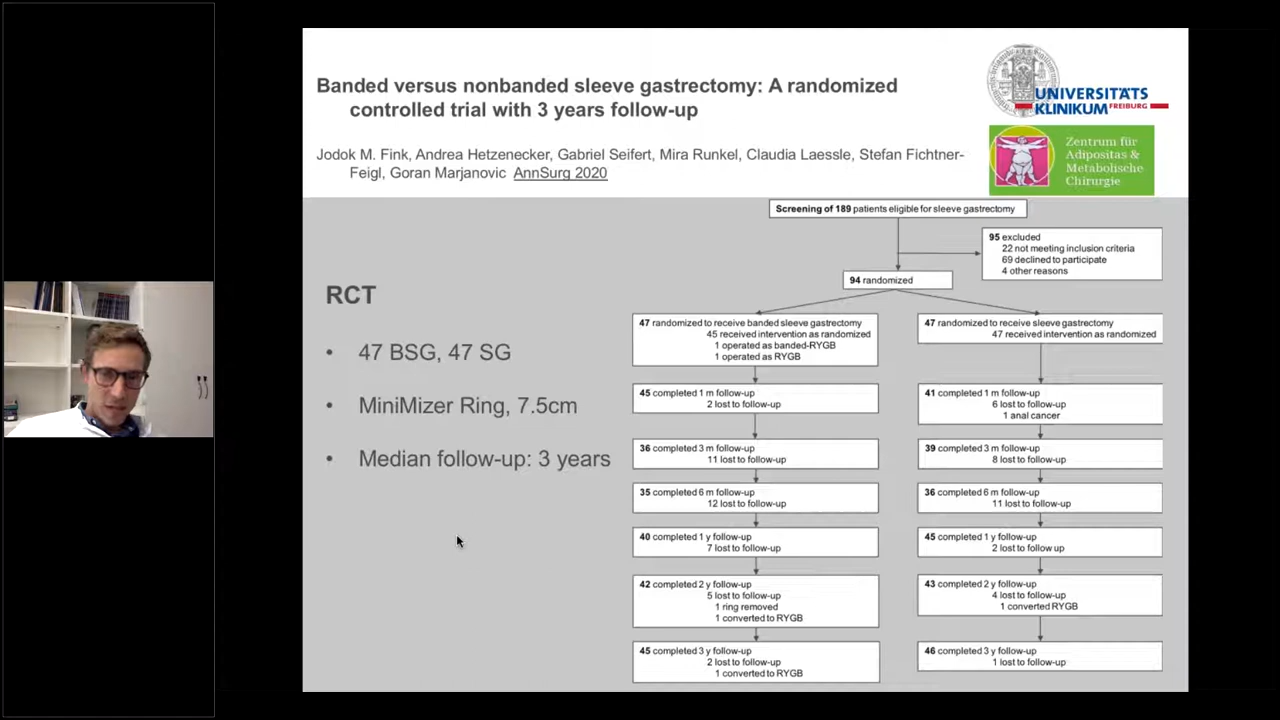 Banded versus nonbanded sleeve gastrectomy: A randomized
controlled trial with 3 years follow-up
Jodok M. Fink, Andrea Hetzenecker, Gabriel Seifert, Mira Runkel, Claudia Laessle, Stefan Fichtner-
Feigl, Goran Marjanovic AnnSurg 2020
UNIVERSITÄTS
KLINIKUM FREIBURG
Zentrum für
Adipositas &
Metabolische
Chirurgie
RCT
• 47 BSG, 47 SG
• MiniMizer Ring, 7.5cm
• Median follow-up: 3 years
Screening of 189 patients eligible for sleeve gastrectomy
95 excluded
22 not meeting inclusion criteria
69 declined to participate
4 other reasons
94 randomized
47 randomized to receive banded sleeve gastrectomy
45 received intervention as randomized
1 operated as banded-RYGB
1 operated as RYGB
47 randomized to receive sleeve gastrectomy
47 received intervention as randomized
45 completed 1 m follow-up
2 lost to follow-up
41 completed 1 m follow-up
6 lost to follow-up
1 anal cancer
36 completed 3 m follow-up
11 lost to follow-up
39 completed 3 m follow-up
8 lost to follow-up
35 completed 6 m follow-up
12 lost to follow-up
36 completed 6 m follow-up
11 lost to follow-up
40 completed 1 y follow-up
7 lost to follow-up
45 completed 1 y follow-up
2 lost to follow up
42 completed 2 y follow-up
5 lost to follow-up
1 ring removed
1 converted to RYGB
43 completed 2 y follow-up
4 lost to follow-up
1 converted RYGB
45 completed 3 y follow-up
2 lost to follow-up
1 converted to RYGB
46 completed 3 y follow-up
1 lost to follow-up